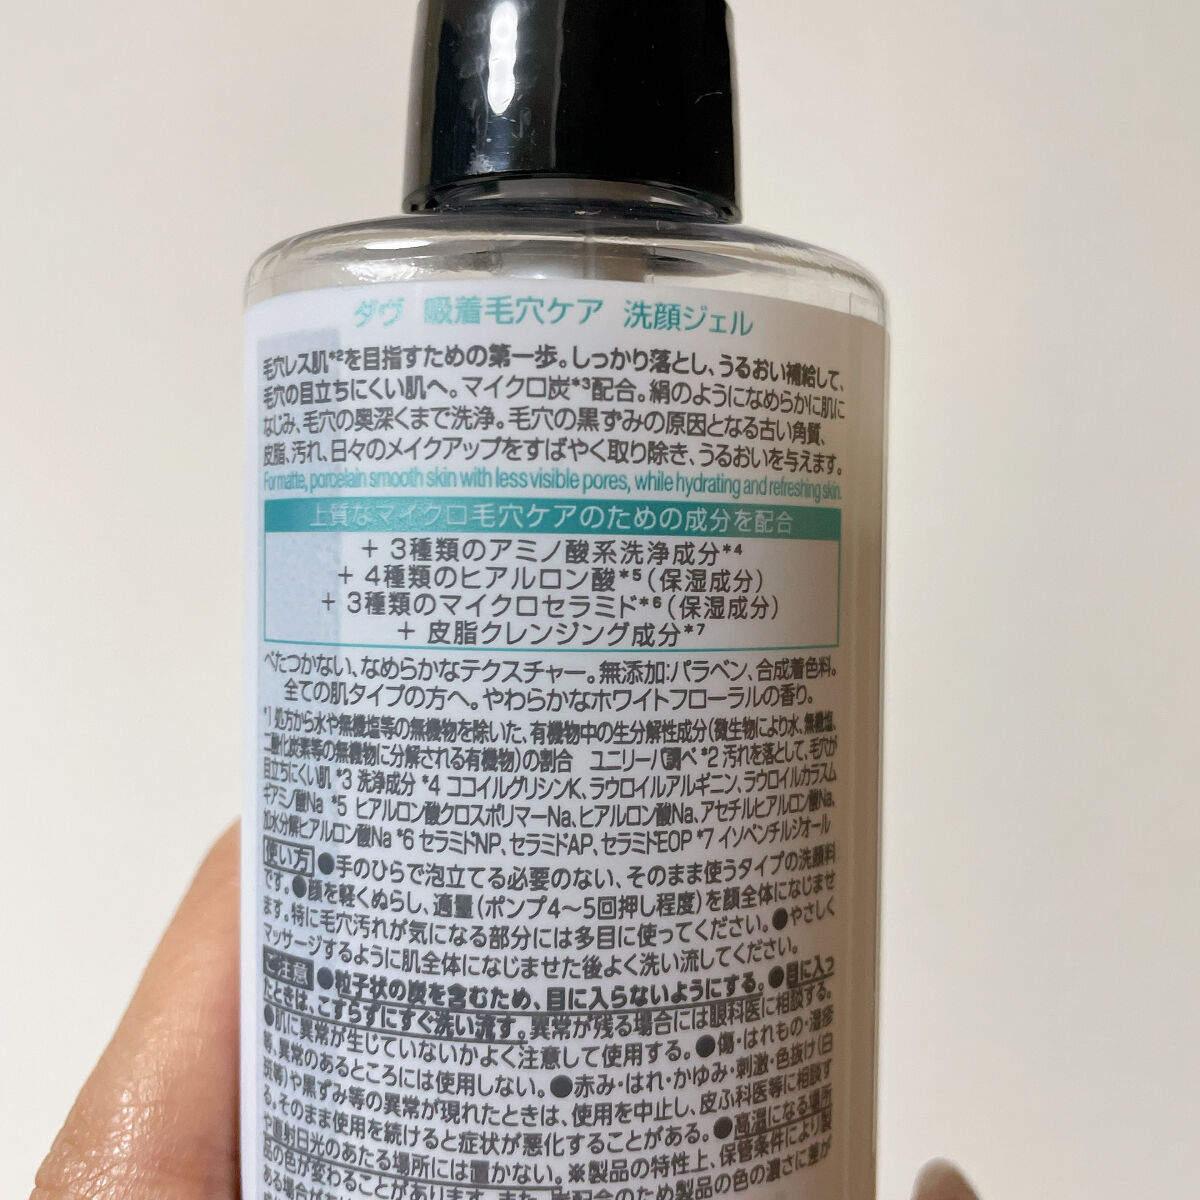 ダヴ 吸着毛穴ケア 洗顔ジェル
毛穴レス肌*2を目指すための第一歩。しっかり落とし、うるおい補給して、
毛穴の目立ちにくい肌へ。マイクロ炭*3配合。絹のようになめらかに肌に
なじみ、毛穴の奥深くまで洗浄。毛穴の黒ずみの原因となる古い角質、
皮脂、汚れ、日々のメイクアップをすばやく取り除き、うるおいを与えます。
For matte, porcelain smooth skin with less visible pores, while hydrating and refreshing skin.
上質なマイクロ毛穴ケアのための成分を配合
+ 3種類のアミノ酸系洗浄成分*4
+ 4種類のヒアルロン酸*5(保湿成分)
+ 3種類のマイクロセラミド*6(保湿成分)
+ 皮脂クレンジング成分*7
べたつかない、なめらかなテクスチャー。無添加:パラベン、合成着色料。
全ての肌タイプの方へ。やわらかなホワイトフローラルの香り。
*1 処方から水や無機塩等の無機物を除いた、有機物中の生分解性成分(微生物により水、無機塩、
二酸化炭素等の無機物に分解される有機物)の割合 ユニリーバ調べ *2 汚れを落として、毛穴が
目立ちにくい肌 *3 洗浄成分 *4 ココイルグリシンK、ラウロイルアルギニン、ラウロイルカラスム
ギアミノ酸Na *5 ヒアルロン酸クロスポリマーNa、ヒアルロン酸Na、アセチルヒアルロン酸Na、
加水分解ヒアルロン酸Na *6 セラミドNP、セラミドAP、セラミドEOP *7 イソペンチルジオール
使い方 ●手のひらで泡立てる必要のない、そのまま使うタイプの洗顔料
です。●顔を軽くぬらし、適量(ポンプ4〜5回押し程度)を顔全体になじませ
ます。特に毛穴汚れが気になる部分には多目に使ってください。●やさしく
マッサージするように肌全体になじませた後よく洗い流してください。
ご注意 ●粒子状の炭を含むため、目に入らないようにする。●目に入っ
たときは、こすらずにすぐ洗い流す。異常が残る場合には眼科医に相談する。
●肌に異常が生じていないかよく注意して使用する。●傷・はれもの・湿疹
等、異常のあるところには使用しない。●赤み・はれ・かゆみ・刺激・色抜け(白
斑等)や黒ずみ等の異常が現れたときは、使用を中止し、皮ふ科医等に相談す
る。そのまま使用を続けると症状が悪化することがある。●高温になる場所
や直射日光のあたる場所には置かない。※製品の特性上、保管条件により製
品の色が変わることがあります。また、炭配合のため製品の色の濃さに差が
ある場合があり